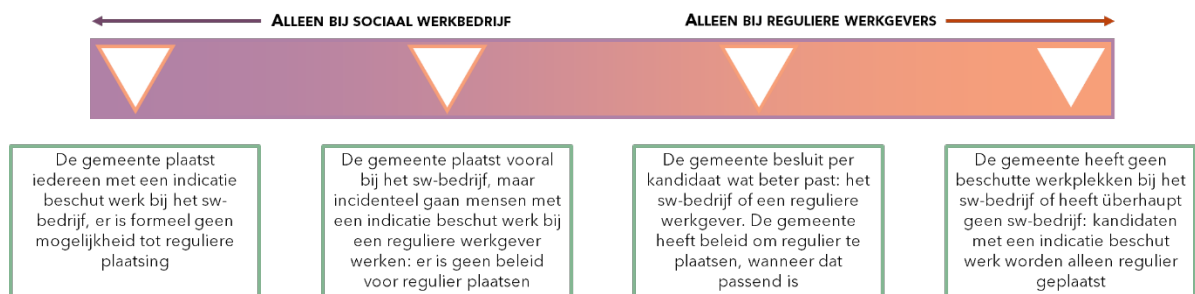 ALLEEN BIJ SOCIAAL WERKBEDRIJF
ALLEEN BIJ REGULIERE WERKGEVERS
De gemeente plaatst
iedereen met een indicatie
beschut werk bij het sw-
bedrijf, er is formeel geen
mogelijkheid tot reguliere
plaatsing
De gemeente plaatst vooral
bij het sw-bedrijf, maar
incidenteel gaan mensen met
een indicatie beschut werk bij
een reguliere werkgever
werken: er is geen beleid
voor regulier plaatsen
De gemeente besluit per
kandidaat wat beter past: het
sw-bedrijf of een reguliere
werkgever. De gemeente
heeft beleid om regulier te
plaatsen, wanneer dat
passend is
De gemeente heeft geen
beschutte werkplekken bij het
sw-bedrijf of heeft überhaupt
geen sw-bedrijf: kandidaten
met een indicatie beschut
werk worden alleen regulier
geplaatst